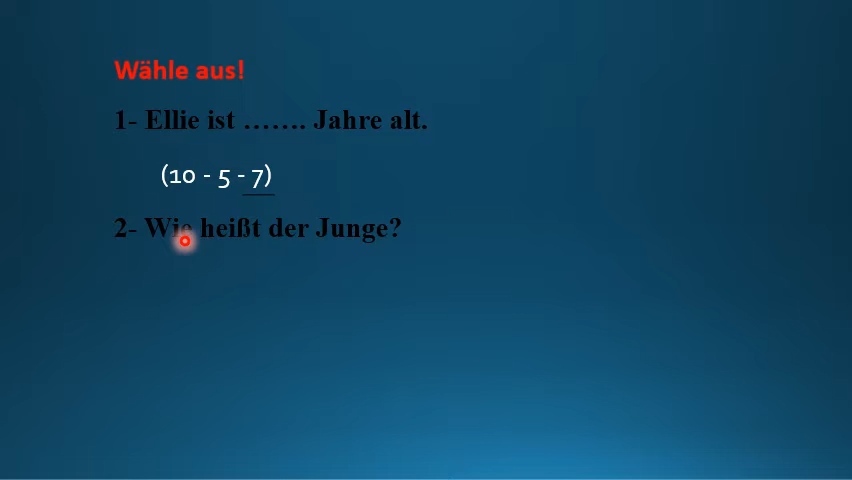 Wähle aus!
1- Ellie ist ……. Jahre alt.
(10 - 5 - 7)
2- Wie heißt der Junge?